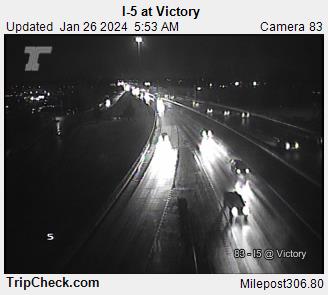 I-5 at Victory
Updated Jan 26 2024 5:53 AM Camera 83
T
S
83 - I5 @ Victory
TripCheck.com Milepost306.80